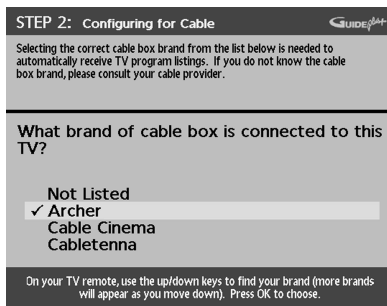 STEP 2: Configuring for Cable
GUIDE plus+
Selecting the correct cable box brand from the list below is needed to
automatically receive TV program listings. If you do not know the cable
box brand, please consult your cable provider.
What brand of cable box is connected to this
TV?
Not Listed
✓ Archer
Cable Cinema
Cabletenna
On your TV remote, use the up/down keys to find your brand (more brands
will appear as you move down). Press OK to choose.